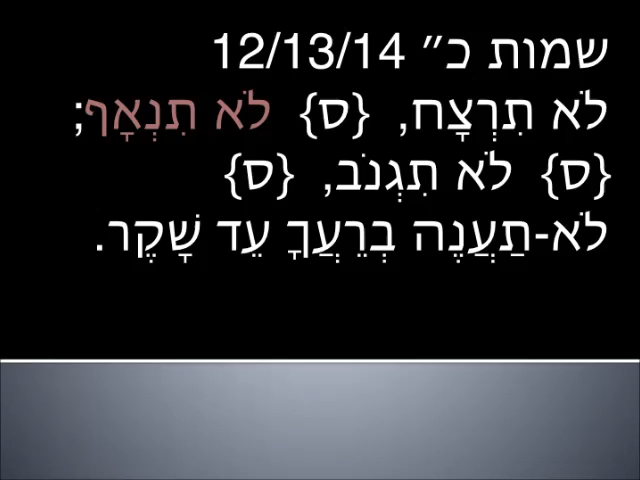 שמות כ״ 12/13/14
לֹא תִרְצָח, {ס} לֹא תִנְאָף;
{ס} לֹא תִגְנֹב, {ס}
לֹא-תַעֲנֶה בְרֵעֲךָ עֵד שָׁקֶר.